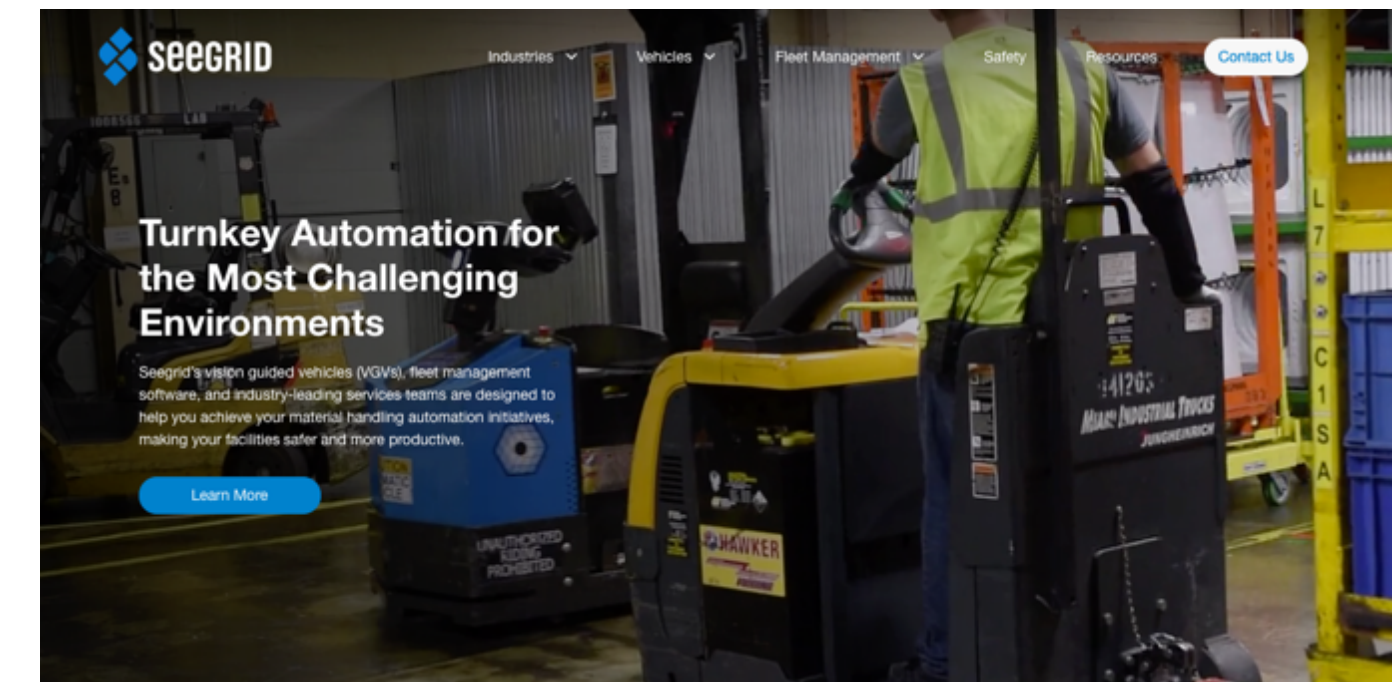 SEEGRID
Industries
Vehicles
Fleet Management
Safety
Resources
Contact Us
Turnkey Automation for
the Most Challenging
Environments
Seegrid's vision guided vehicles (VGVs), fleet management
software, and industry-leading services teams are designed to
help you achieve your material handling automation initiatives,
making your facilities safer and more productive.
Learn More
UNAUTHORIZED
RIDING
PROHIBITED
HAWKER
MIAMI INDUSTRIAL TRUCKS
JUNGHEINRICH
L
7
C
1
S
A